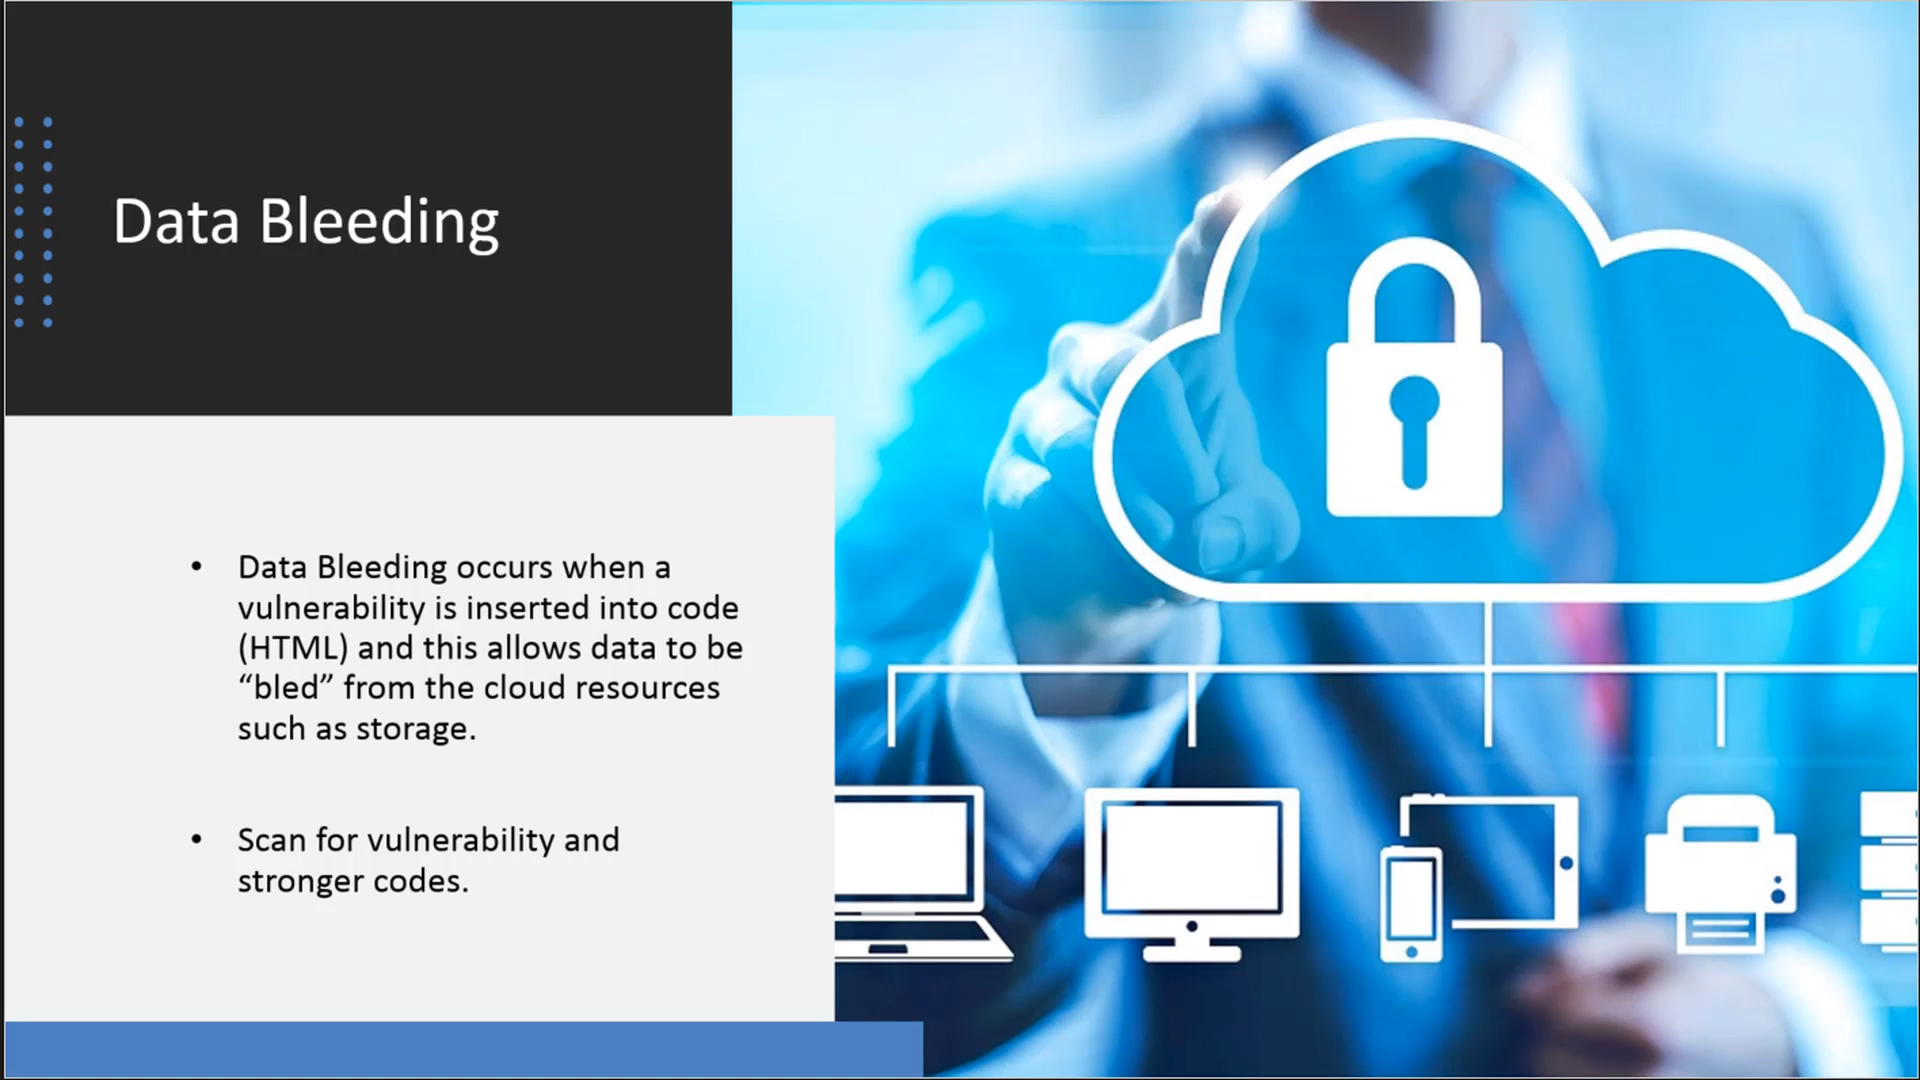 Data Bleeding
• Data Bleeding occurs when a
vulnerability is inserted into code
(HTML) and this allows data to be
“bled” from the cloud resources
such as storage.
• Scan for vulnerability and
stronger codes.